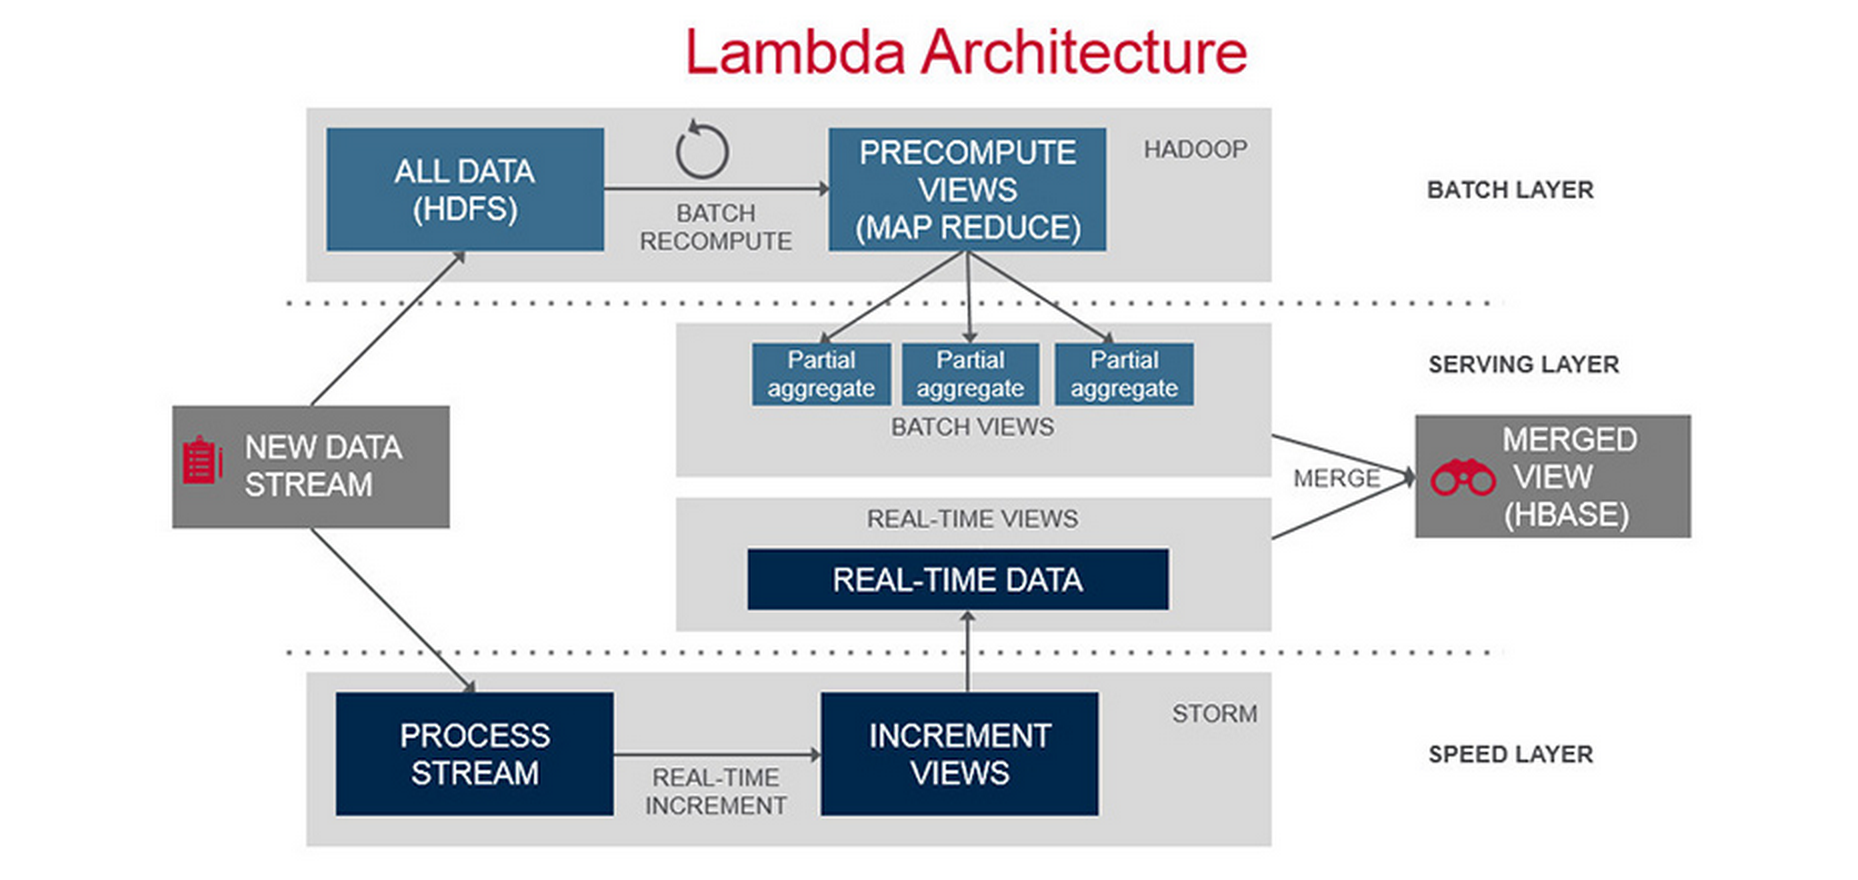 Lambda Architecture
ALL DATA
(HDFS)
BATCH
RECOMPUTE
PRECOMPUTE
VIEWS
(MAP REDUCE)
HADOOP
BATCH LAYER
Partial
aggregate
Partial
aggregate
Partial
aggregate
BATCH VIEWS
SERVING LAYER
NEW DATA
STREAM
MERGE
MERGED
VIEW
(HBASE)
REAL-TIME VIEWS
REAL-TIME DATA
PROCESS
STREAM
REAL-TIME
INCREMENT
INCREMENT
VIEWS
STORM
SPEED LAYER